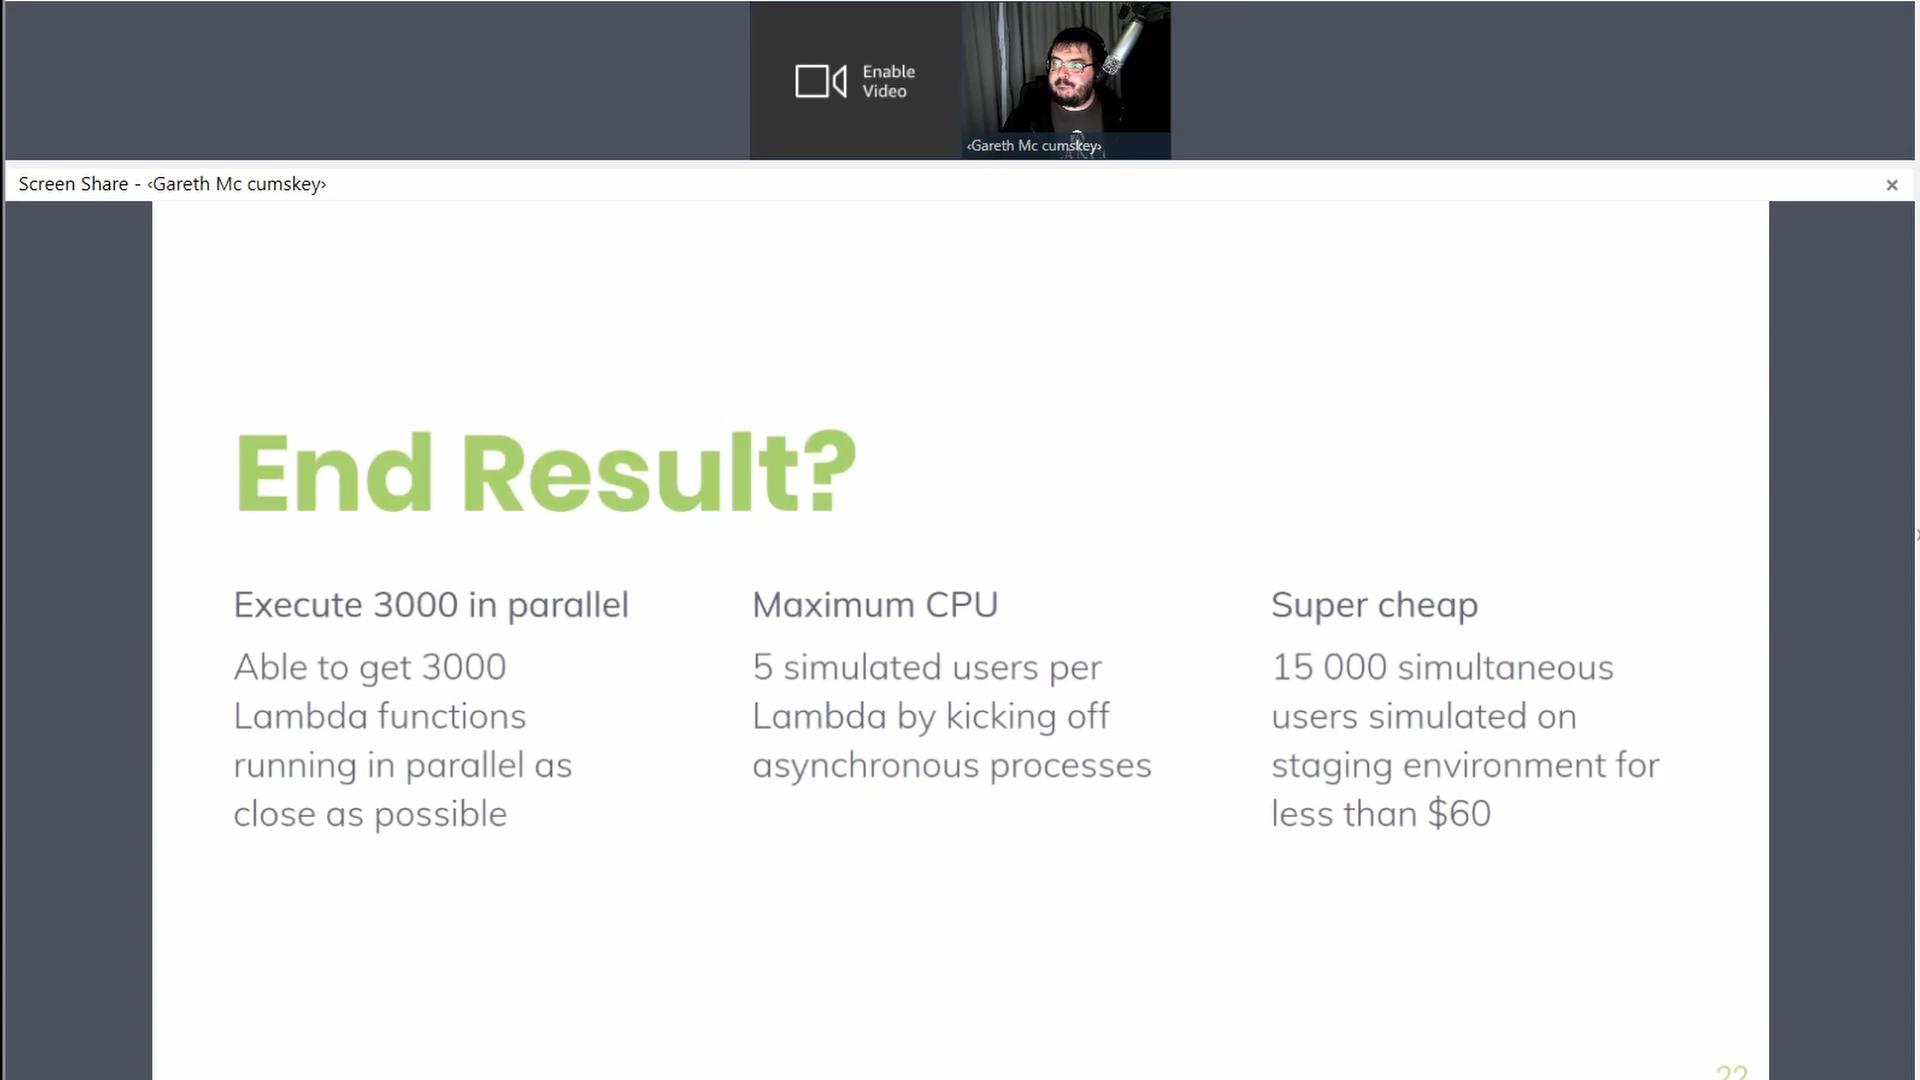 Enable
Video
‹Gareth Mc cumskey›
Screen Share - ‹Gareth Mc cumskey›
End Result?
Execute 3000 in parallel
Able to get 3000
Lambda functions
running in parallel as
close as possible
Maximum CPU
5 simulated users per
Lambda by kicking off
asynchronous processes
Super cheap
15 000 simultaneous
users simulated on
staging environment for
less than $60
22